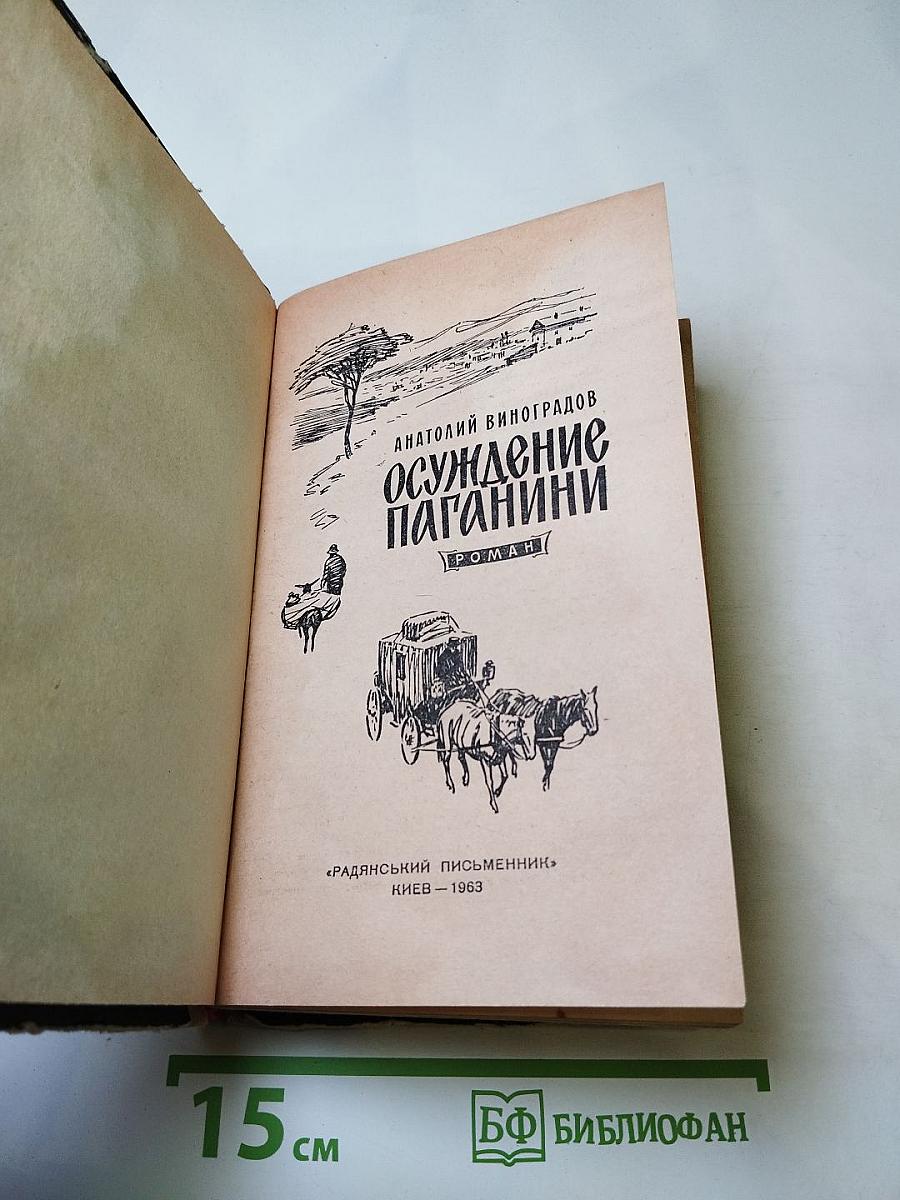 АНАТОЛИЙ ВИНОГРАДОВ
ОСУЖДЕНИЕ
ПАГАНИНИ
РОМАН
«РАДЯНСЬКИЙ ПИСЬМЕННИК»
КИЕВ — 1963
15 см
БФ БИБЛИОФАН